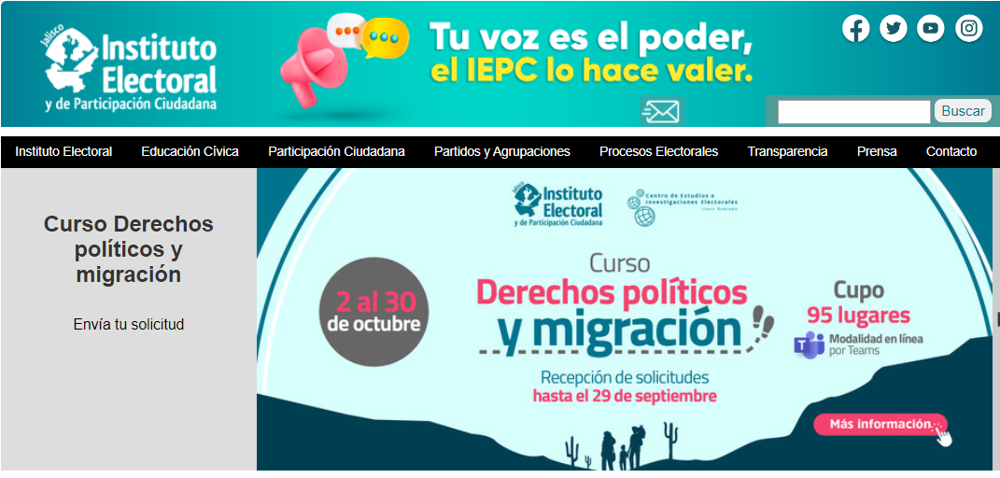 Jalisco
Instituto
Electoral
y de Participación Ciudadana
Tu voz es el poder,
el IEPC lo hace valer.
Buscar
Instituto Electoral Educación Cívica Participación Ciudadana Partidos y Agrupaciones Procesos Electorales Transparencia Prensa Contacto
Curso Derechos
políticos y
migración
Envía tu solicitud
Jalisco
Instituto
Electoral
y de Participación Ciudadana
Centro de Estudios e
Investigaciones Electorales
Irene Robledo
2 al 30
de octubre
Curso
Derechos políticos
y migración
Cupo
95 lugares
T
Modalidad en línea
por Teams
Recepción de solicitudes
hasta el 29 de septiembre
Más información